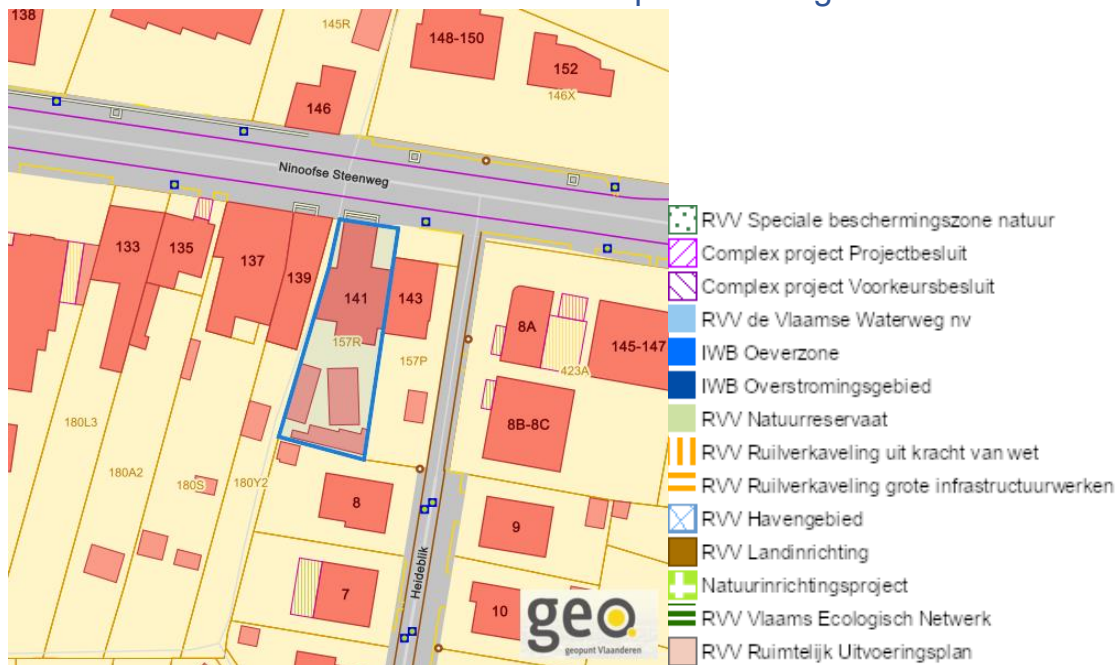 138
145R
148-150
152
146X
146
Ninoofse Steenweg
133
135
137
139
141
143
157R
157P
8A
145-147
423A
8B-8C
180L3
180A2
180S
180Y2
8
9
Heideblik
7
10
geo.
geopunt Vlaanderen
RVV Speciale beschermingszone natuur
Complex project Projectbesluit
Complex project Voorkeursbesluit
RVV de Vlaamse Waterweg nv
IWB Oeverzone
IWB Overstromingsgebied
RVV Natuurreservaat
RVV Ruilverkaveling uit kracht van wet
RVV Ruilverkaveling grote infrastructuurwerken
RVV Havengebied
RVV Landinrichting
Natuurinrichtingsproject
RVV Vlaams Ecologisch Netwerk
RVV Ruimtelijk Uitvoeringsplan